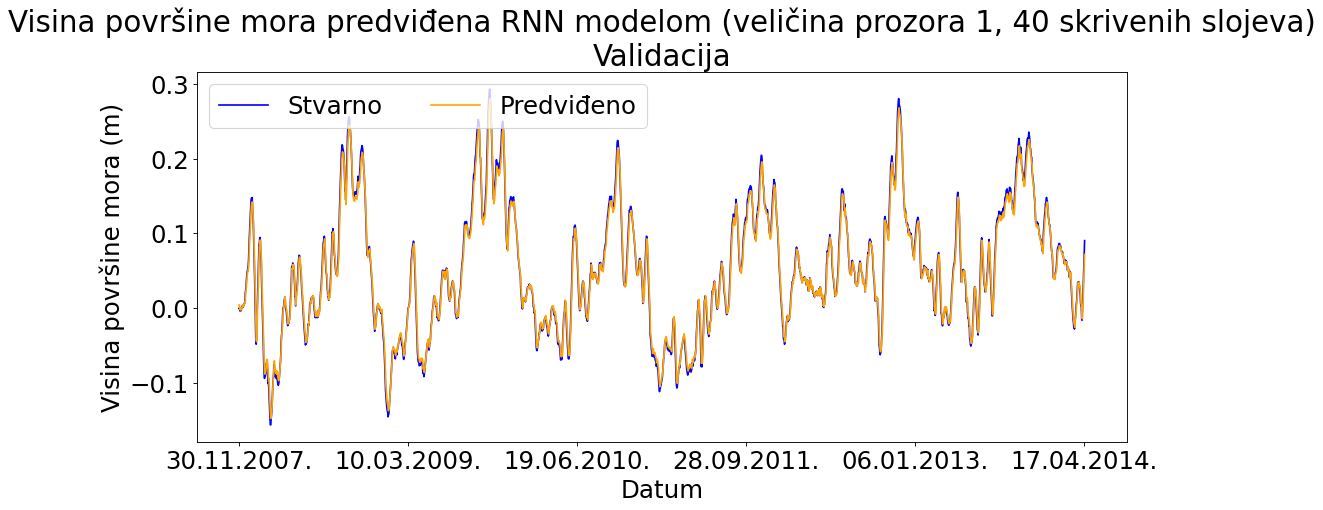 Visina površine mora predviđena RNN modelom (veličina prozora 1, 40 skrivenih slojeva)
Validacija
Stvarno
Predviđeno
Visina površine mora (m)
0.3
0.2
0.1
0.0
−0.1
30.11.2007.
10.03.2009.
19.06.2010.
28.09.2011.
06.01.2013.
17.04.2014.
Datum